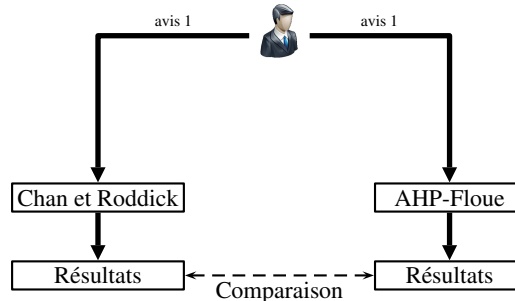 avis 1
avis 1
Chan et Roddick
AHP-Floue
Résultats
Résultats
Comparaison